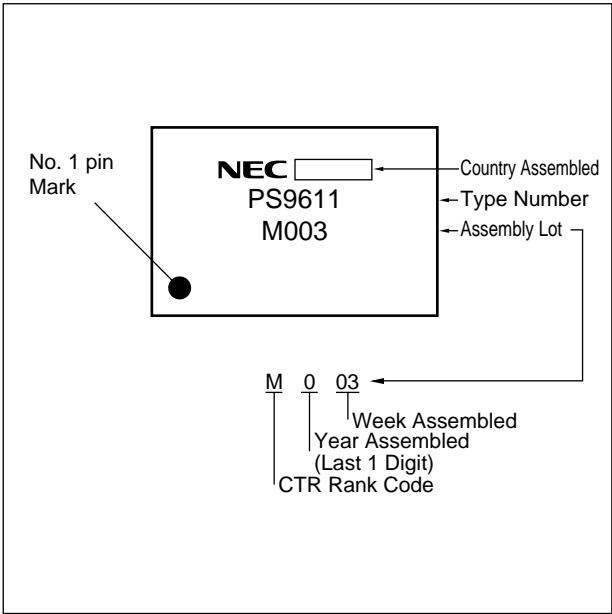 No. 1 pin
Mark
NEC
PS9611
M003
Country Assembled
Type Number
Assembly Lot
M 0 03
Week Assembled
Year Assembled
(Last 1 Digit)
CTR Rank Code